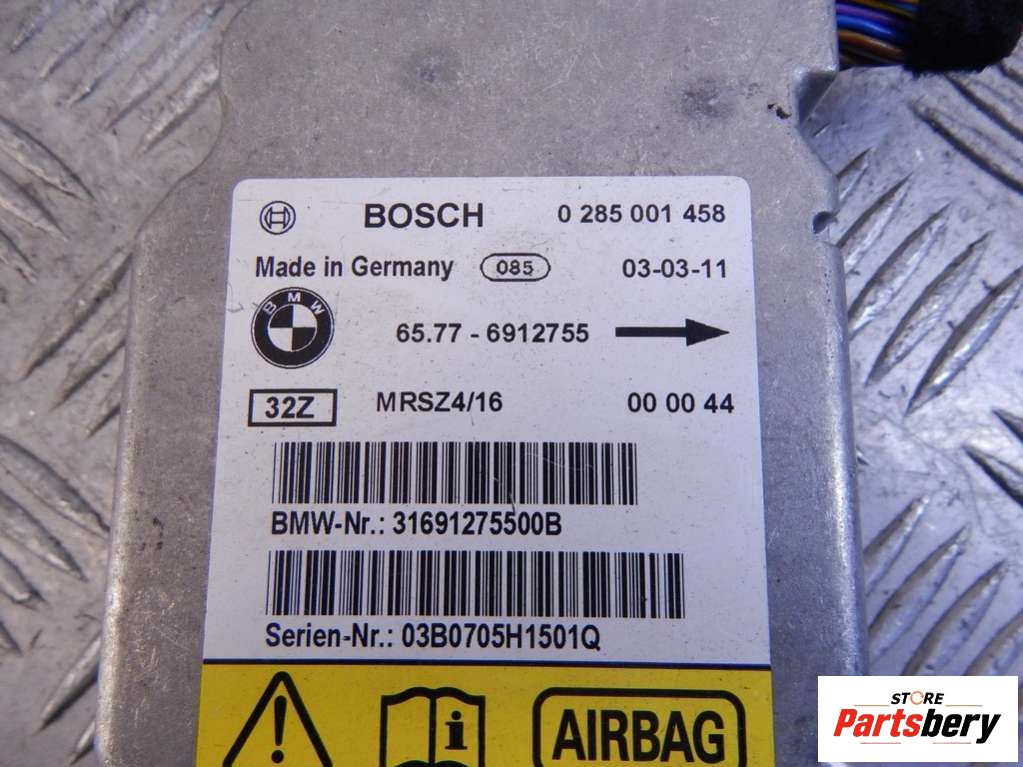 BOSCH 0 285 001 458
Made in Germany 085 03-03-11
BMW
65.77 - 6912755
32Z MRSZ4/16 00 00 44
BMW-Nr.: 31691275500B
Serien-Nr.: 03B0705H1501Q
! i AIRBAG
STORE
Partsbery